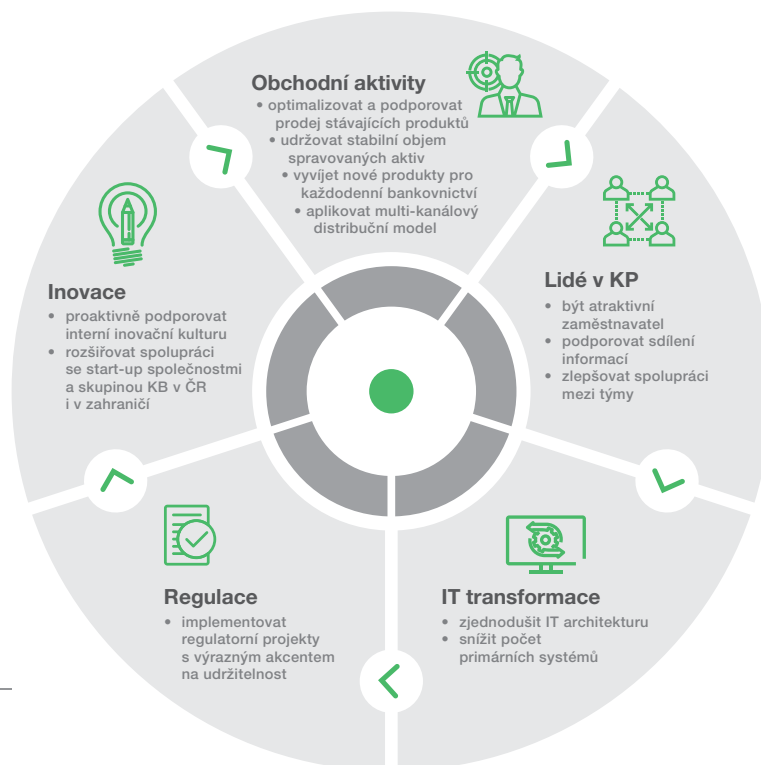 Obchodní aktivity
• optimalizovat a podporovat
prodej stávajících produktů
• udržovat stabilní objem
spravovaných aktiv
• vyvíjet nové produkty pro
každodenní bankovnictví
• aplikovat multi-kanálový
distribuční model
Lidé v KP
• být atraktivní
zaměstnavatel
• podporovat sdílení
informací
• zlepšovat spolupráci
mezi týmy
IT transformace
• zjednodušit IT architekturu
• snížit počet
primárních systémů
Regulace
• implementovat
regulatorní projekty
s výrazným akcentem
na udržitelnost
Inovace
• proaktivně podporovat
interní inovační kulturu
• rozšiřovat spolupráci
se start-up společnostmi
a skupinou KB v ČR
i v zahraničí